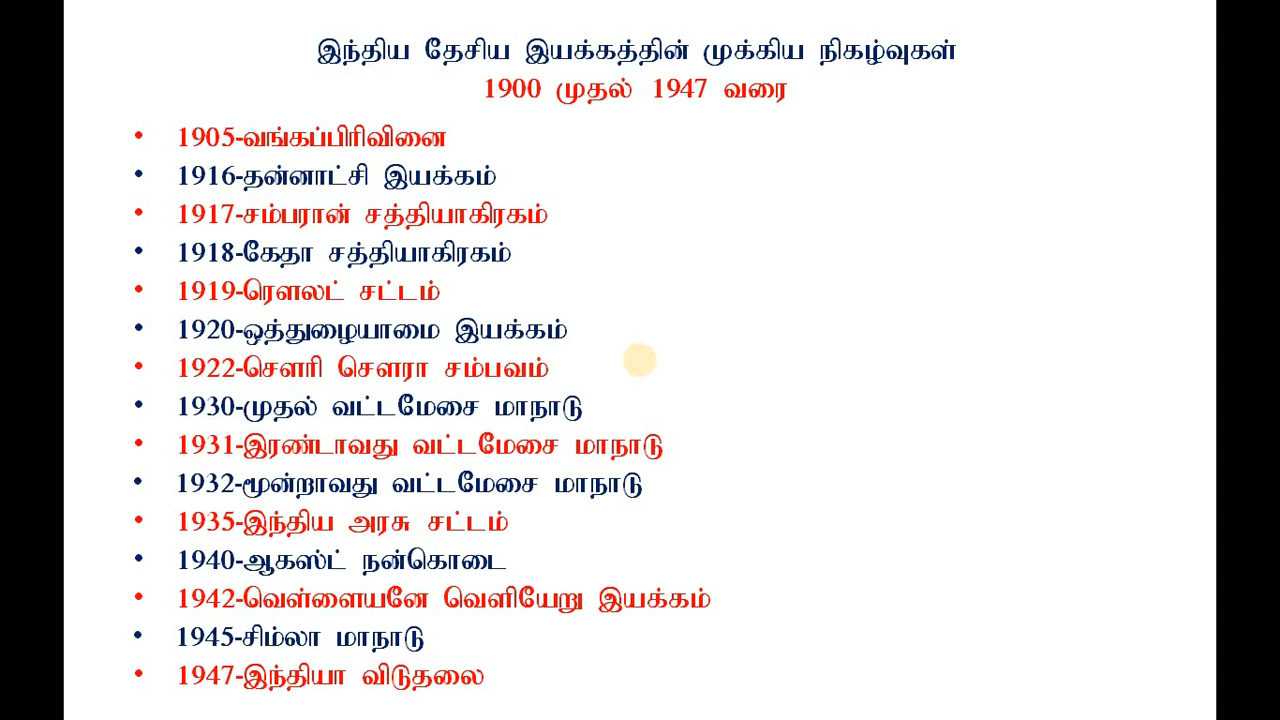 இந்திய தேசிய இயக்கத்தின் முக்கிய நிகழ்வுகள்
1900 முதல் 1947 வரை
• 1905-வங்கப்பிரிவினை
• 1916-தன்னாட்சி இயக்கம்
• 1917-சம்பரான் சத்தியாகிரகம்
• 1918-கேதா சத்தியாகிரகம்
• 1919-ரௌலட் சட்டம்
• 1920-ஒத்துழையாமை இயக்கம்
• 1922-சௌரி சௌரா சம்பவம்
• 1930-முதல் வட்டமேசை மாநாடு
• 1931-இரண்டாவது வட்டமேசை மாநாடு
• 1932-மூன்றாவது வட்டமேசை மாநாடு
• 1935-இந்திய அரசு சட்டம்
• 1940-ஆகஸ்ட் நன்கொடை
• 1942-வெள்ளையனே வெளியேறு இயக்கம்
• 1945-சிம்லா மாநாடு
• 1947-இந்தியா விடுதலை